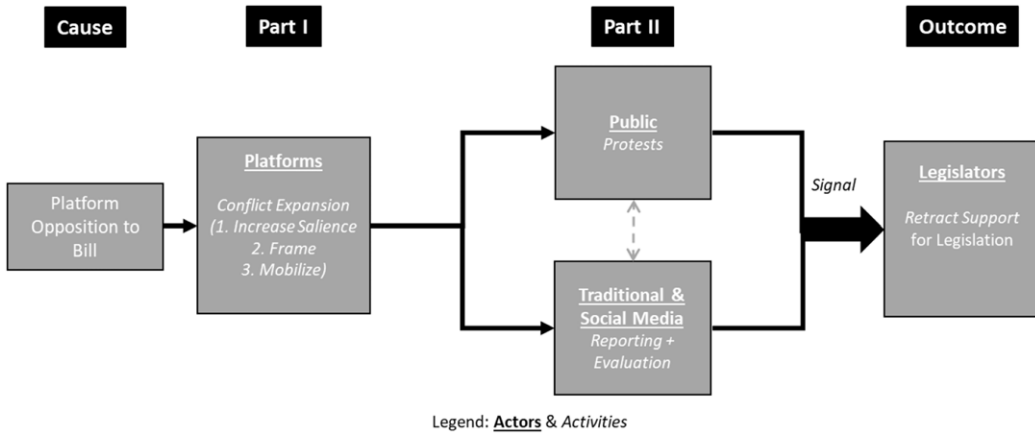 Cause
Part I
Part II
Outcome
Platform
Opposition to
Bill
Platforms
Conflict Expansion
(1. Increase Salience
2. Frame
3. Mobilize)
Public
Protests
Traditional &
Social Media
Reporting +
Evaluation
Signal
Legislators
Retract Support
for Legislation
Legend: Actors & Activities